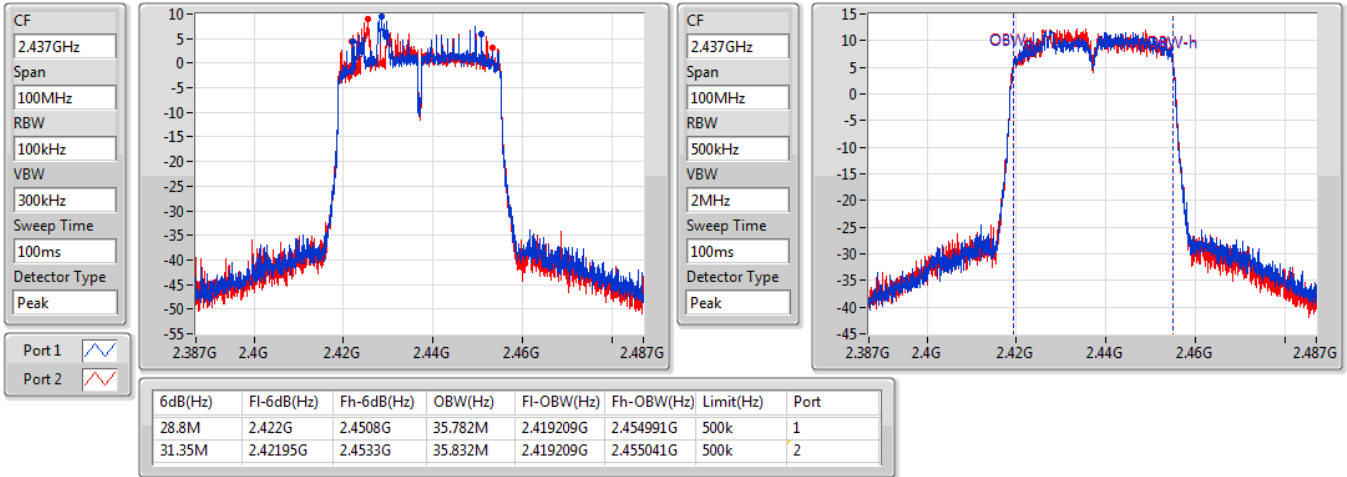 CF
2.437GHz
Span
100MHz
RBW
100kHz
VBW
300kHz
Sweep Time
100ms
Detector Type
Peak
Port 1
Port 2
10
5
0
-5
-10
-15
-20
-25
-30
-35
-40
-45
-50
-55
2.387G 2.4G 2.42G 2.44G 2.46G 2.487G
CF
2.437GHz
Span
100MHz
RBW
500kHz
VBW
2MHz
Sweep Time
100ms
Detector Type
Peak
15
10
5
0
-5
-10
-15
-20
-25
-30
-35
-40
-45
2.387G 2.4G 2.42G 2.44G 2.46G 2.487G
6dB(Hz) Fl-6dB(Hz) Fh-6dB(Hz) OBW(Hz) Fl-OBW(Hz) Fh-OBW(Hz) Limit(Hz) Port
28.8M 2.422G 2.4508G 35.782M 2.419209G 2.454991G 500k 1
31.35M 2.42195G 2.4533G 35.832M 2.419209G 2.455041G 500k 2